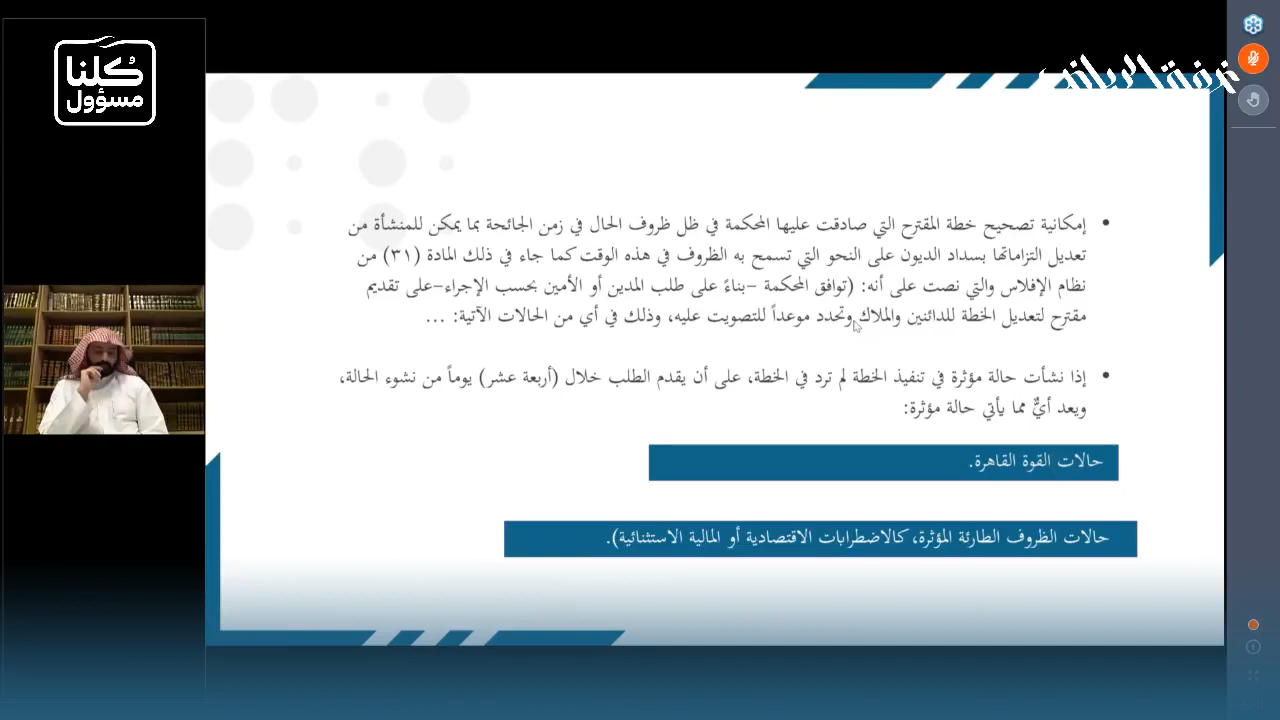 كُلنا
مسؤول
غرفة الرياض
• إمكانية تصحيح خطة المقترح التي صادقت عليها المحكمة في ظل ظروف الحال في زمن الجائحة بما يمكن للمنشأة من
تعديل التزاماتها بسداد الديون على النحو التي تسمح به الظروف في هذه الوقت كما جاء في ذلك المادة (٣١) من
نظام الإفلاس والتي نصت على أنه: (توافق المحكمة -بناءً على طلب المدين أو الأمين بحسب الإجراء-على تقديم
مقترح لتعديل الخطة للدائنين والملاك وتحدد موعداً للتصويت عليه، وذلك في أي من الحالات الآتية: ...
• إذا نشأت حالة مؤثرة في تنفيذ الخطة لم ترد في الخطة، على أن يقدم الطلب خلال (أربعة عشر) يوماً من نشوء الحالة،
ويعد أيٌّ مما يأتي حالة مؤثرة:
حالات القوة القاهرة.
حالات الظروف الطارئة المؤثرة، كالاضطرابات الاقتصادية أو المالية الاستثنائية).